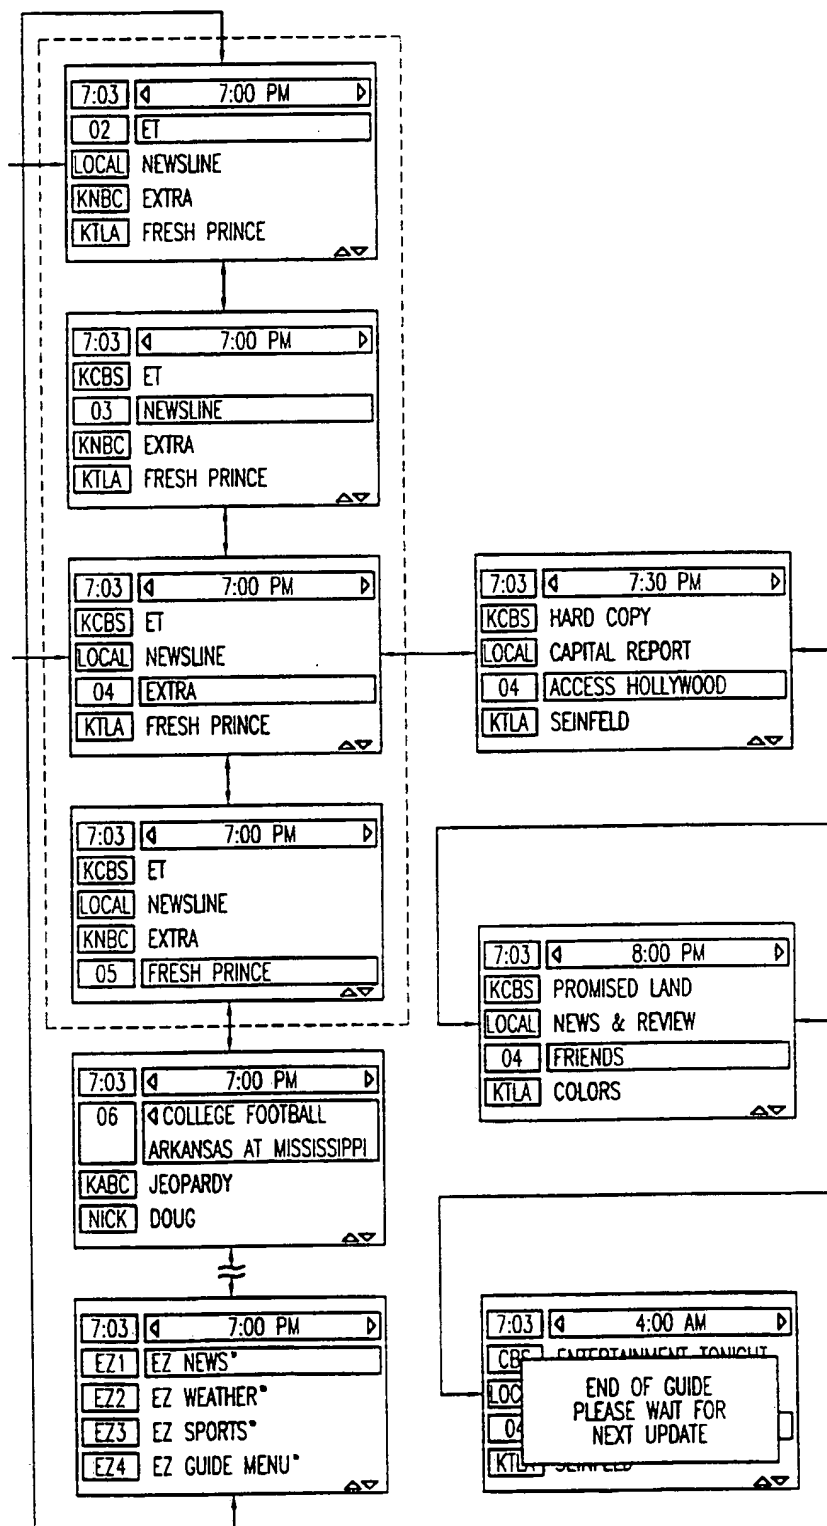 7:03 7:00 PM
02 ET
LOCAL NEWSLINE
KNBC EXTRA
KTLA FRESH PRINCE
7:03 7:00 PM
KCBS ET
03 NEWSLINE
KNBC EXTRA
KTLA FRESH PRINCE
7:03 7:00 PM
KCBS ET
LOCAL NEWSLINE
04 EXTRA
KTLA FRESH PRINCE
7:03 7:30 PM
KCBS HARD COPY
LOCAL CAPITAL REPORT
04 ACCESS HOLLYWOOD
KTLA SEINFELD
7:03 7:00 PM
KCBS ET
LOCAL NEWSLINE
KNBC EXTRA
05 FRESH PRINCE
7:03 8:00 PM
KCBS PROMISED LAND
LOCAL NEWS & REVIEW
04 FRIENDS
KTLA COLORS
7:03 7:00 PM
06 COLLEGE FOOTBALL
ARKANSAS AT MISSISSIPPI
KABC JEOPARDY
NICK DOUG
7:03 7:00 PM
EZ1 EZ NEWS"
EZ2 EZ WEATHER"
EZ3 EZ SPORTS"
EZ4 EZ GUIDE MENU"
7:03 4:00 AM
CBS ENTERTAINMENT TONIGHT
LOC
04
KTLA SEINFELD
END OF GUIDE
PLEASE WAIT FOR
NEXT UPDATE